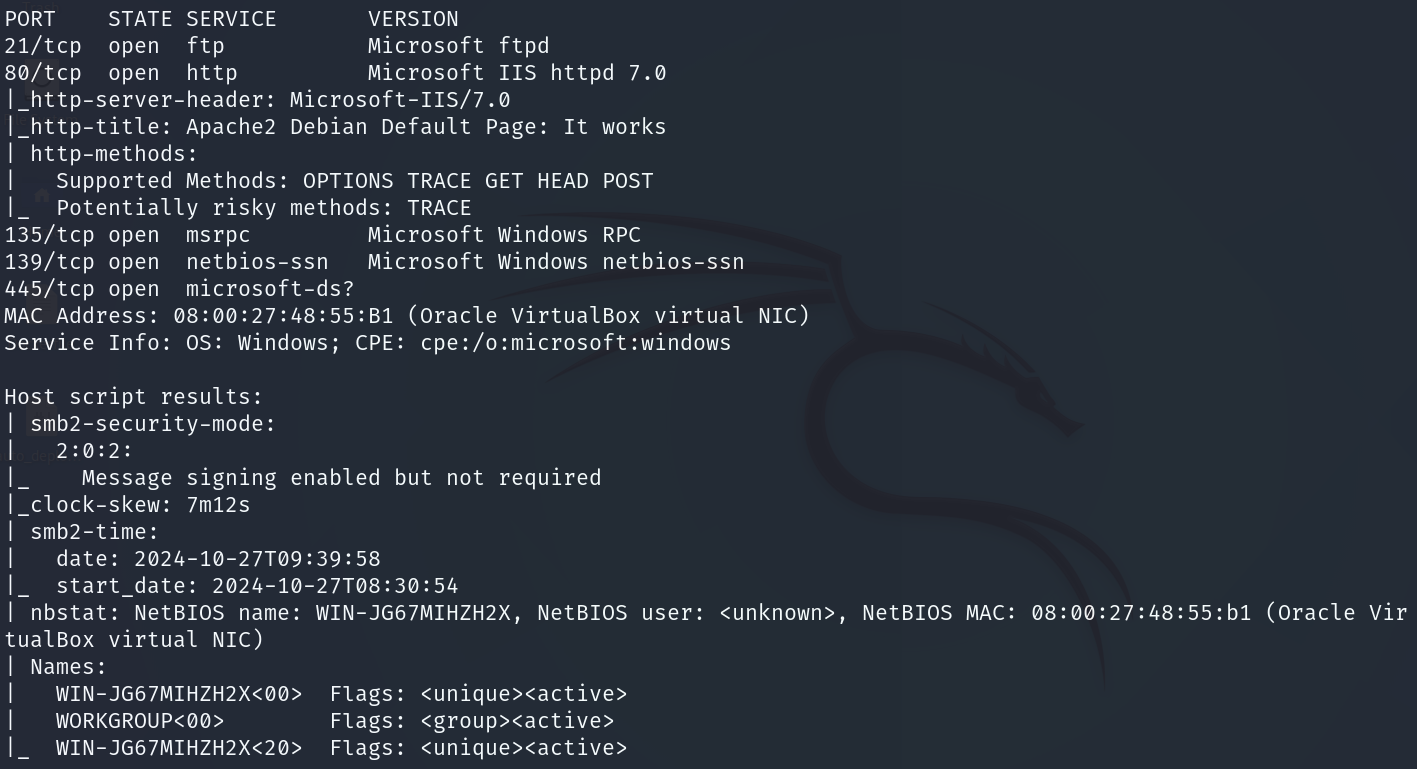 PORT    STATE SERVICE       VERSION
21/tcp  open  ftp           Microsoft ftpd
80/tcp  open  http          Microsoft IIS httpd 7.0
|_http-server-header: Microsoft-IIS/7.0
|_http-title: Apache2 Debian Default Page: It works
| http-methods:
|   Supported Methods: OPTIONS TRACE GET HEAD POST
|_  Potentially risky methods: TRACE
135/tcp open  msrpc         Microsoft Windows RPC
139/tcp open  netbios-ssn   Microsoft Windows netbios-ssn
445/tcp open  microsoft-ds?
MAC Address: 08:00:27:48:55:B1 (Oracle VirtualBox virtual NIC)
Service Info: OS: Windows; CPE: cpe:/o:microsoft:windows

Host script results:
| smb2-security-mode:
|   2:0:2:
|_    Message signing enabled but not required
|_clock-skew: 7m12s
| smb2-time:
|   date: 2024-10-27T09:39:58
|_  start_date: 2024-10-27T08:30:54
| nbstat: NetBIOS name: WIN-JG67MIHZH2X, NetBIOS user: <unknown>, NetBIOS MAC: 08:00:27:48:55:b1 (Oracle Vir
tualBox virtual NIC)
| Names:
|   WIN-JG67MIHZH2X<00>  Flags: <unique><active>
|   WORKGROUP<00>        Flags: <group><active>
|_  WIN-JG67MIHZH2X<20>  Flags: <unique><active>